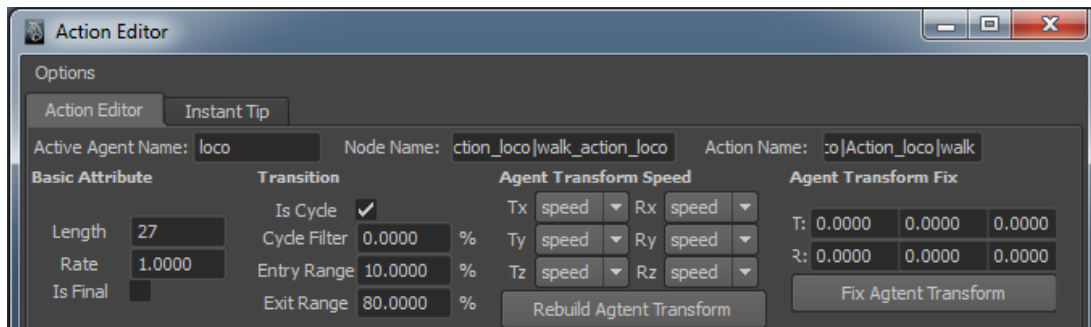 Action Editor
Options
Action Editor Instant Tip
Active Agent Name: loco Node Name: ction_loco|walk_action_loco Action Name: :o|Action_loco|walk
Basic Attribute Transition Agent Transform Speed Agent Transform Fix
Is Cycle Tx speed Rx speed
Length 27 Cycle Filter 0.0000 % Ty speed Ry speed T: 0.0000 0.0000 0.0000
Rate 1.0000 Entry Range 10.0000 % Tz speed Rz speed R: 0.0000 0.0000 0.0000
Is Final Exit Range 80.0000 % Rebuild Agtent Transform Fix Agtent Transform